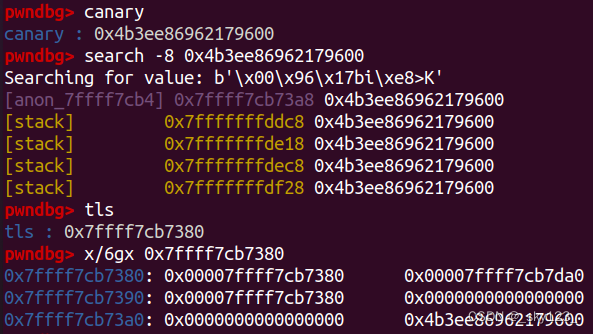 pwndbg> canary
canary : 0x4b3ee86962179600
pwndbg> search -8 0x4b3ee86962179600
Searching for value: b'\x00\x96\x17bi\xe8>K'
[anon_7ffff7cb4] 0x7ffff7cb73a8 0x4b3ee86962179600
[stack] 0x7fffffffddc8 0x4b3ee86962179600
[stack] 0x7fffffffde18 0x4b3ee86962179600
[stack] 0x7fffffffdec8 0x4b3ee86962179600
[stack] 0x7fffffffdf28 0x4b3ee86962179600
pwndbg> tls
tls : 0x7ffff7cb7380
pwndbg> x/6gx 0x7ffff7cb7380
0x7ffff7cb7380: 0x00007ffff7cb7380 0x00007ffff7cb7da0
0x7ffff7cb7390: 0x0000000000000000 0x0000000000000000
0x7ffff7cb73a0: 0x0000000000000000 0x4b3ee86962179600